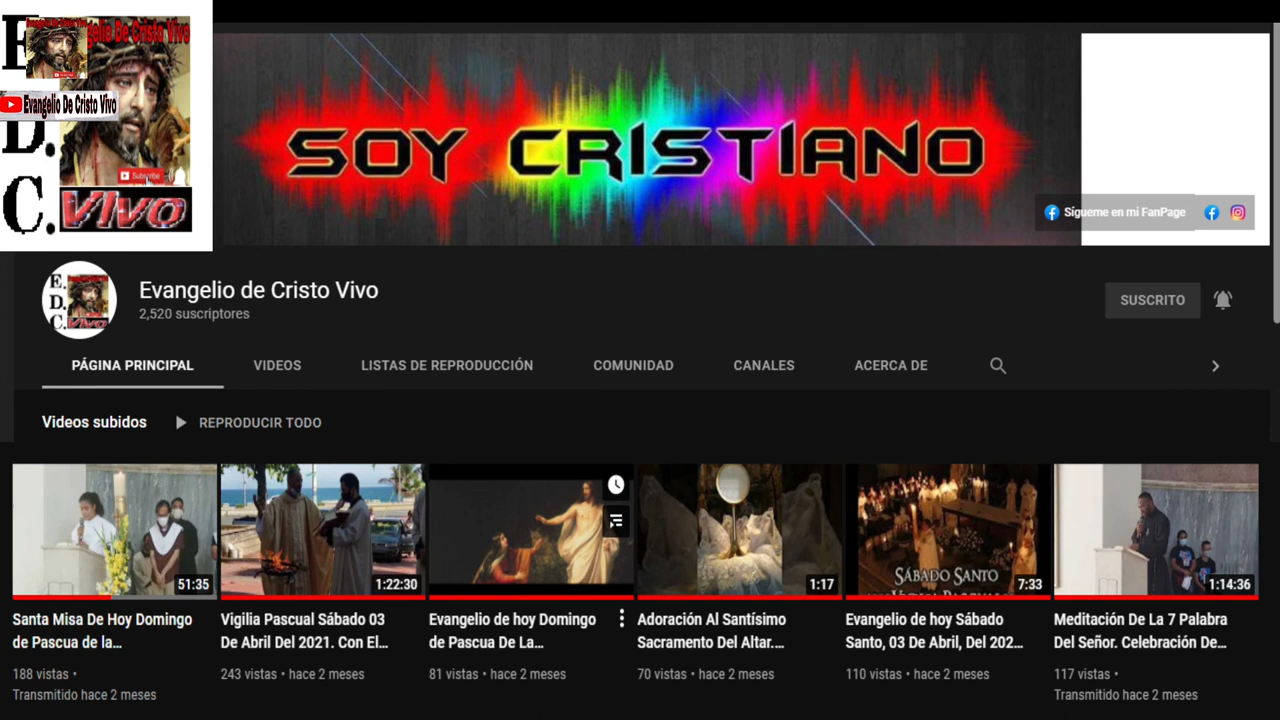 Evangelio De Cristo Vivo
Evangelio De Cristo Vivo
E.
D.
C.
Subscribe
Vivo
SOY CRISTIANO
Sígueme en mi FanPage
Evangelio de Cristo Vivo
2,520 suscriptores
SUSCRITO
PÁGINA PRINCIPAL
VIDEOS
LISTAS DE REPRODUCCIÓN
COMUNIDAD
CANALES
ACERCA DE
Videos subidos
REPRODUCIR TODO
51:35
1:22:30
1:17
SÁBADO SANTO
7:33
1:14:36
Santa Misa De Hoy Domingo
de Pascua de la...
188 vistas •
Transmitido hace 2 meses
Vigilia Pascual Sábado 03
De Abril Del 2021. Con El...
243 vistas • hace 2 meses
Evangelio de hoy Domingo
de Pascua De La...
81 vistas • hace 2 meses
Adoración Al Santísimo
Sacramento Del Altar....
70 vistas • hace 2 meses
Evangelio de hoy Sábado
Santo, 03 De Abril, Del 202...
110 vistas • hace 2 meses
Meditación De La 7 Palabra
Del Señor. Celebración De...
117 vistas •
Transmitido hace 2 meses